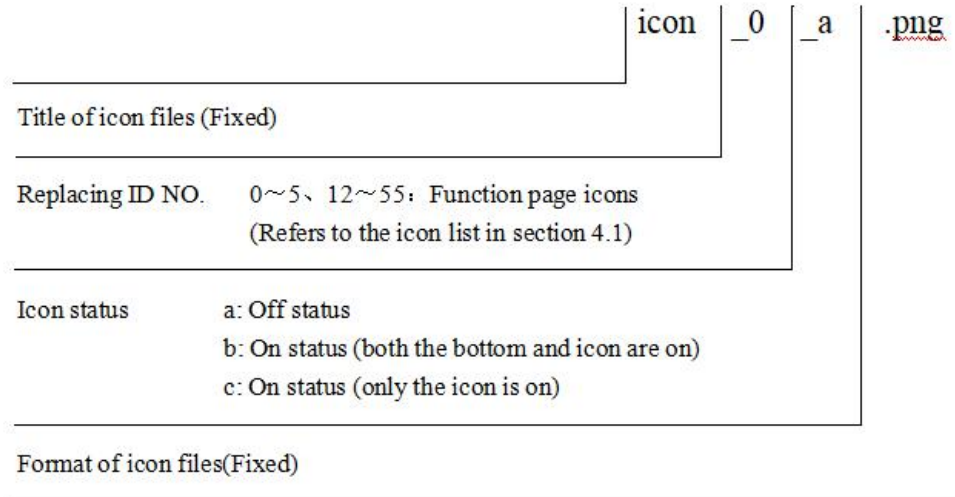 icon _0 _a .png
Title of icon files (Fixed)
Replacing ID NO. 0～5、12～55：Function page icons
(Refers to the icon list in section 4.1)
Icon status a: Off status
b: On status (both the bottom and icon are on)
c: On status (only the icon is on)
Format of icon files(Fixed)